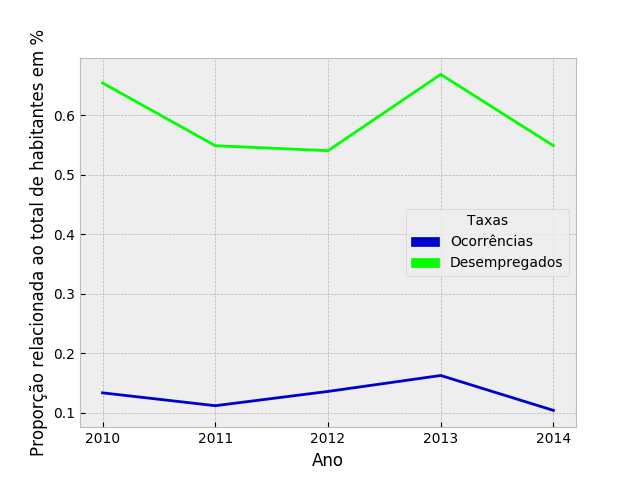 Proporção relacionada ao total de habitantes em %
0.6
0.5
0.4
0.3
0.2
0.1
Taxas
Ocorrências
Desempregados
2010 2011 2012 2013 2014
Ano